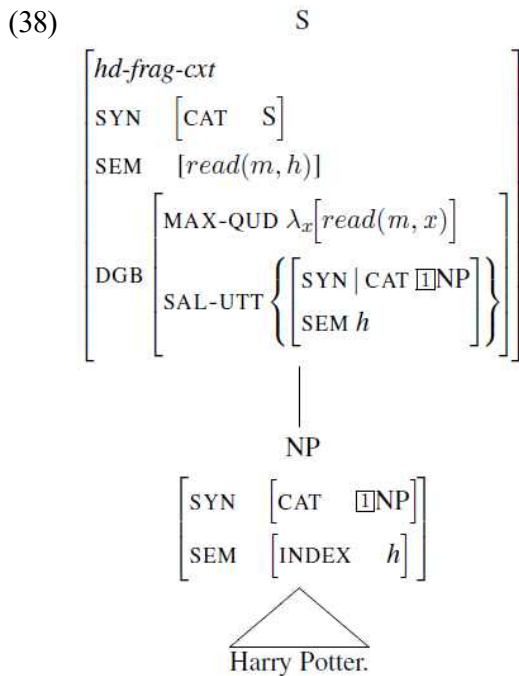 (38)
S
hd-frag-cxt
SYN [CAT S]
SEM [read(m, h)]
DGB
MAX-QUD λx[read(m, x)]
SAL-UTT { [SYN | CAT 1NP
SEM h] }
NP
SYN [CAT 1NP]
SEM [INDEX h]
Harry Potter.